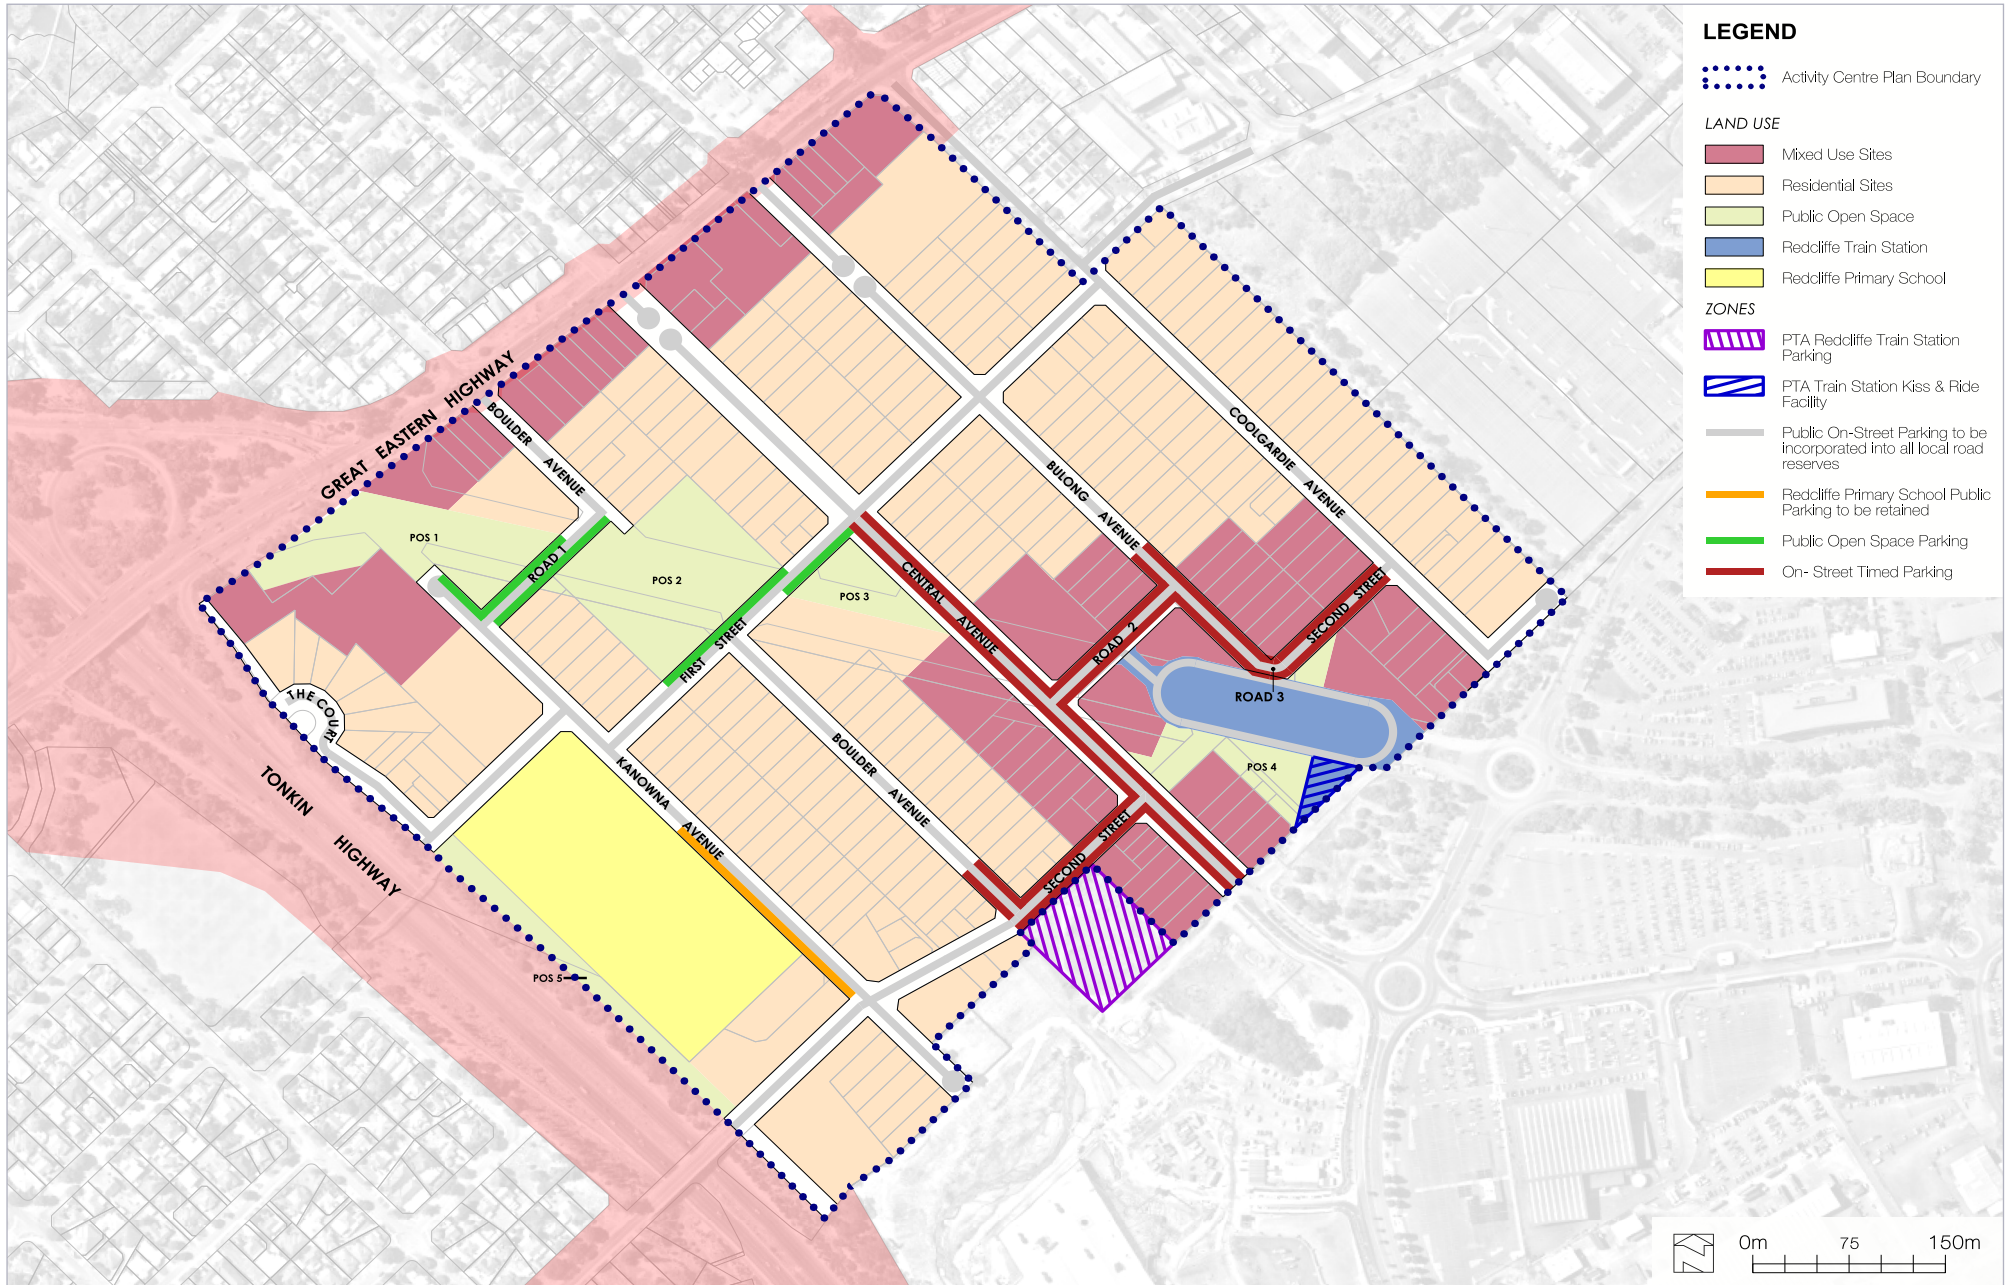 LEGEND
Activity Centre Plan Boundary
LAND USE
Mixed Use Sites
Residential Sites
Public Open Space
Redcliffe Train Station
Redcliffe Primary School
ZONES
PTA Redcliffe Train Station
Parking
PTA Train Station Kiss & Ride
Facility
Public On-Street Parking to be
incorporated into all local road
reserves
Redcliffe Primary School Public
Parking to be retained
Public Open Space Parking
On- Street Timed Parking
GREAT EASTERN HIGHWAY
BOULDER AVENUE
COOLGARDIE AVENUE
BULONG AVENUE
POS 1
ROAD 1
POS 2
POS 3
CENTRAL AVENUE
FIRST STREET
ROAD 2
SECOND STREET
ROAD 3
THE COURT
POS 4
BOULDER AVENUE
KANOWNA AVENUE
SECOND STREET
TONKIN HIGHWAY
POS 5
0m 75 150m